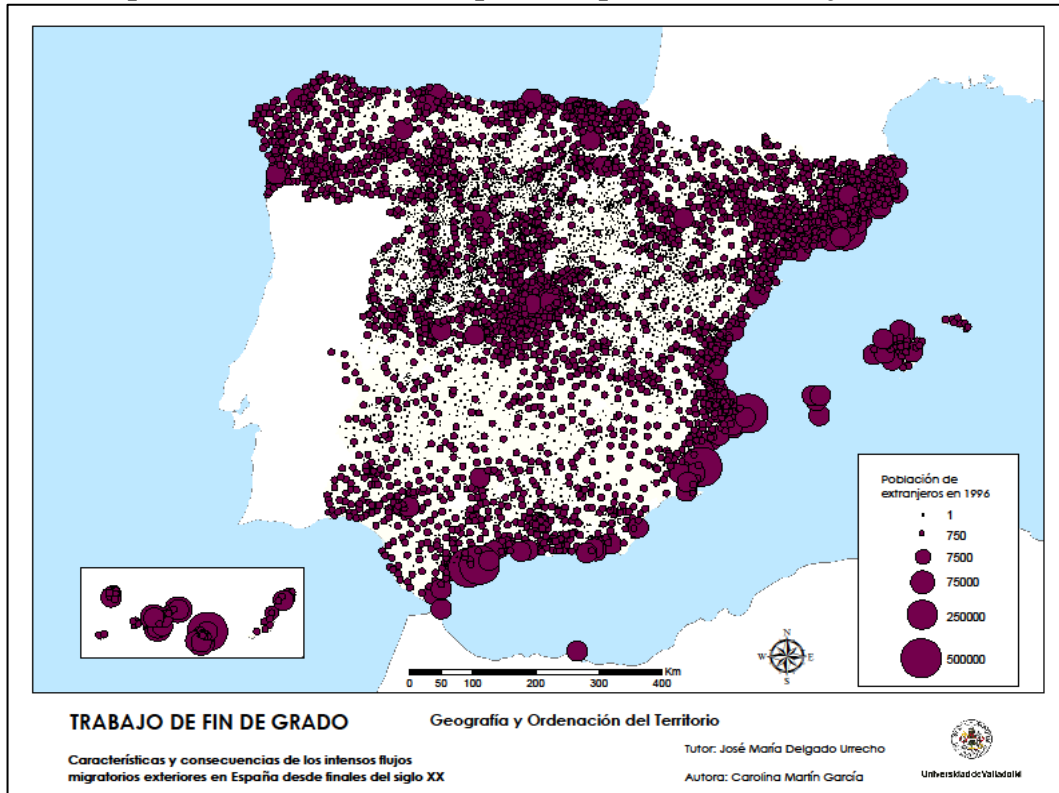 Población de
extranjeros en 1996
1
750
7500
75000
250000
500000
N
W
E
S
Km
0 50 100 200 300 400
TRABAJO DE FIN DE GRADO
Geografía y Ordenación del Territorio
Características y consecuencias de los intensos flujos
migratorios exteriores en España desde finales del siglo XX
Tutor: José María Delgado Urrecho
Autora: Carolina Martín García
Universidad de Valladolid